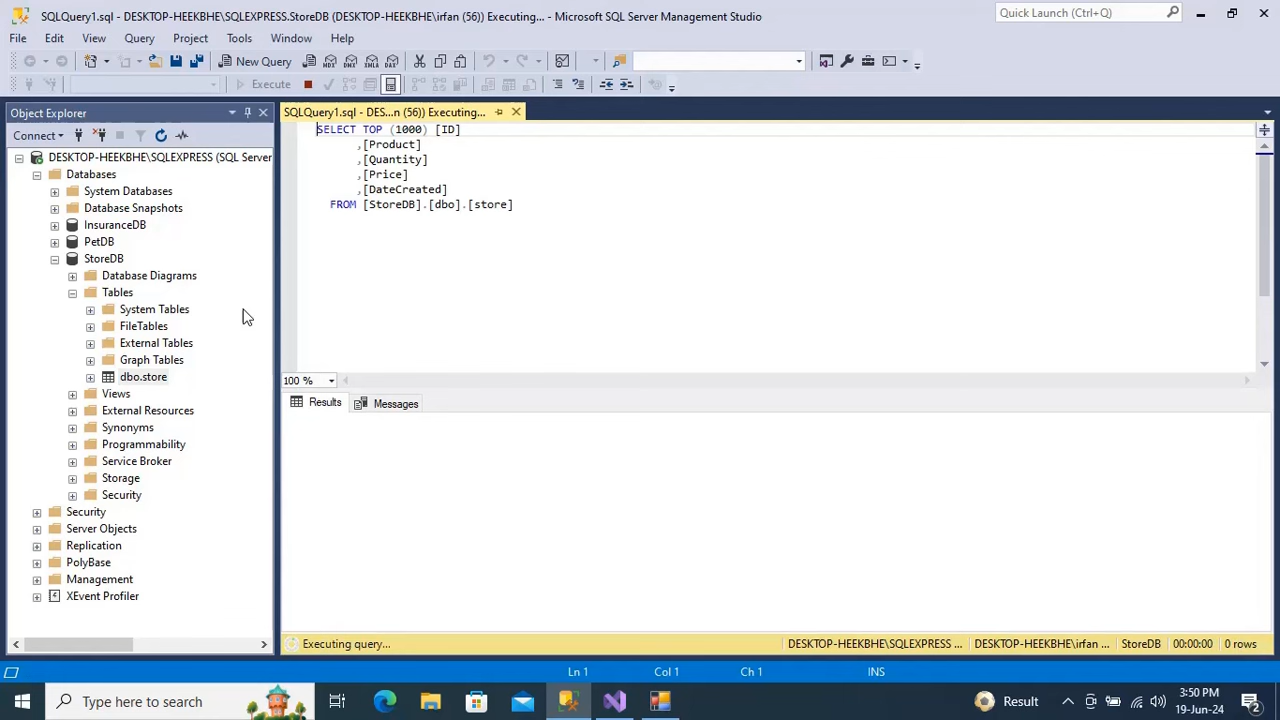 SQLQuery1.sql - DESKTOP-HEEKBHE\SQLEXPRESS.StoreDB (DESKTOP-HEEKBHE\irfan (56)) Executing... - Microsoft SQL Server Management Studio
Quick Launch (Ctrl+Q)
File Edit View Query Project Tools Window Help
New Query
MDX DMX XMLA DAX
Execute
Object Explorer
Connect
DESKTOP-HEEKBHE\SQLEXPRESS (SQL Server
Databases
System Databases
Database Snapshots
InsuranceDB
PetDB
StoreDB
Database Diagrams
Tables
System Tables
FileTables
External Tables
Graph Tables
dbo.store
Views
External Resources
Synonyms
Programmability
Service Broker
Storage
Security
Security
Server Objects
Replication
PolyBase
Management
XEvent Profiler
SQLQuery1.sql - DES...n (56)) Executing...
SELECT TOP (1000) [ID]
,[Product]
,[Quantity]
,[Price]
,[DateCreated]
FROM [StoreDB].[dbo].[store]
100 %
Results Messages
Executing query... DESKTOP-HEEKBHE\SQLEXPRESS ... DESKTOP-HEEKBHE\irfan ... StoreDB 00:00:00 0 rows
Ln 1 Col 1 Ch 1 INS
Type here to search
Result
3:50 PM
19-Jun-24
2